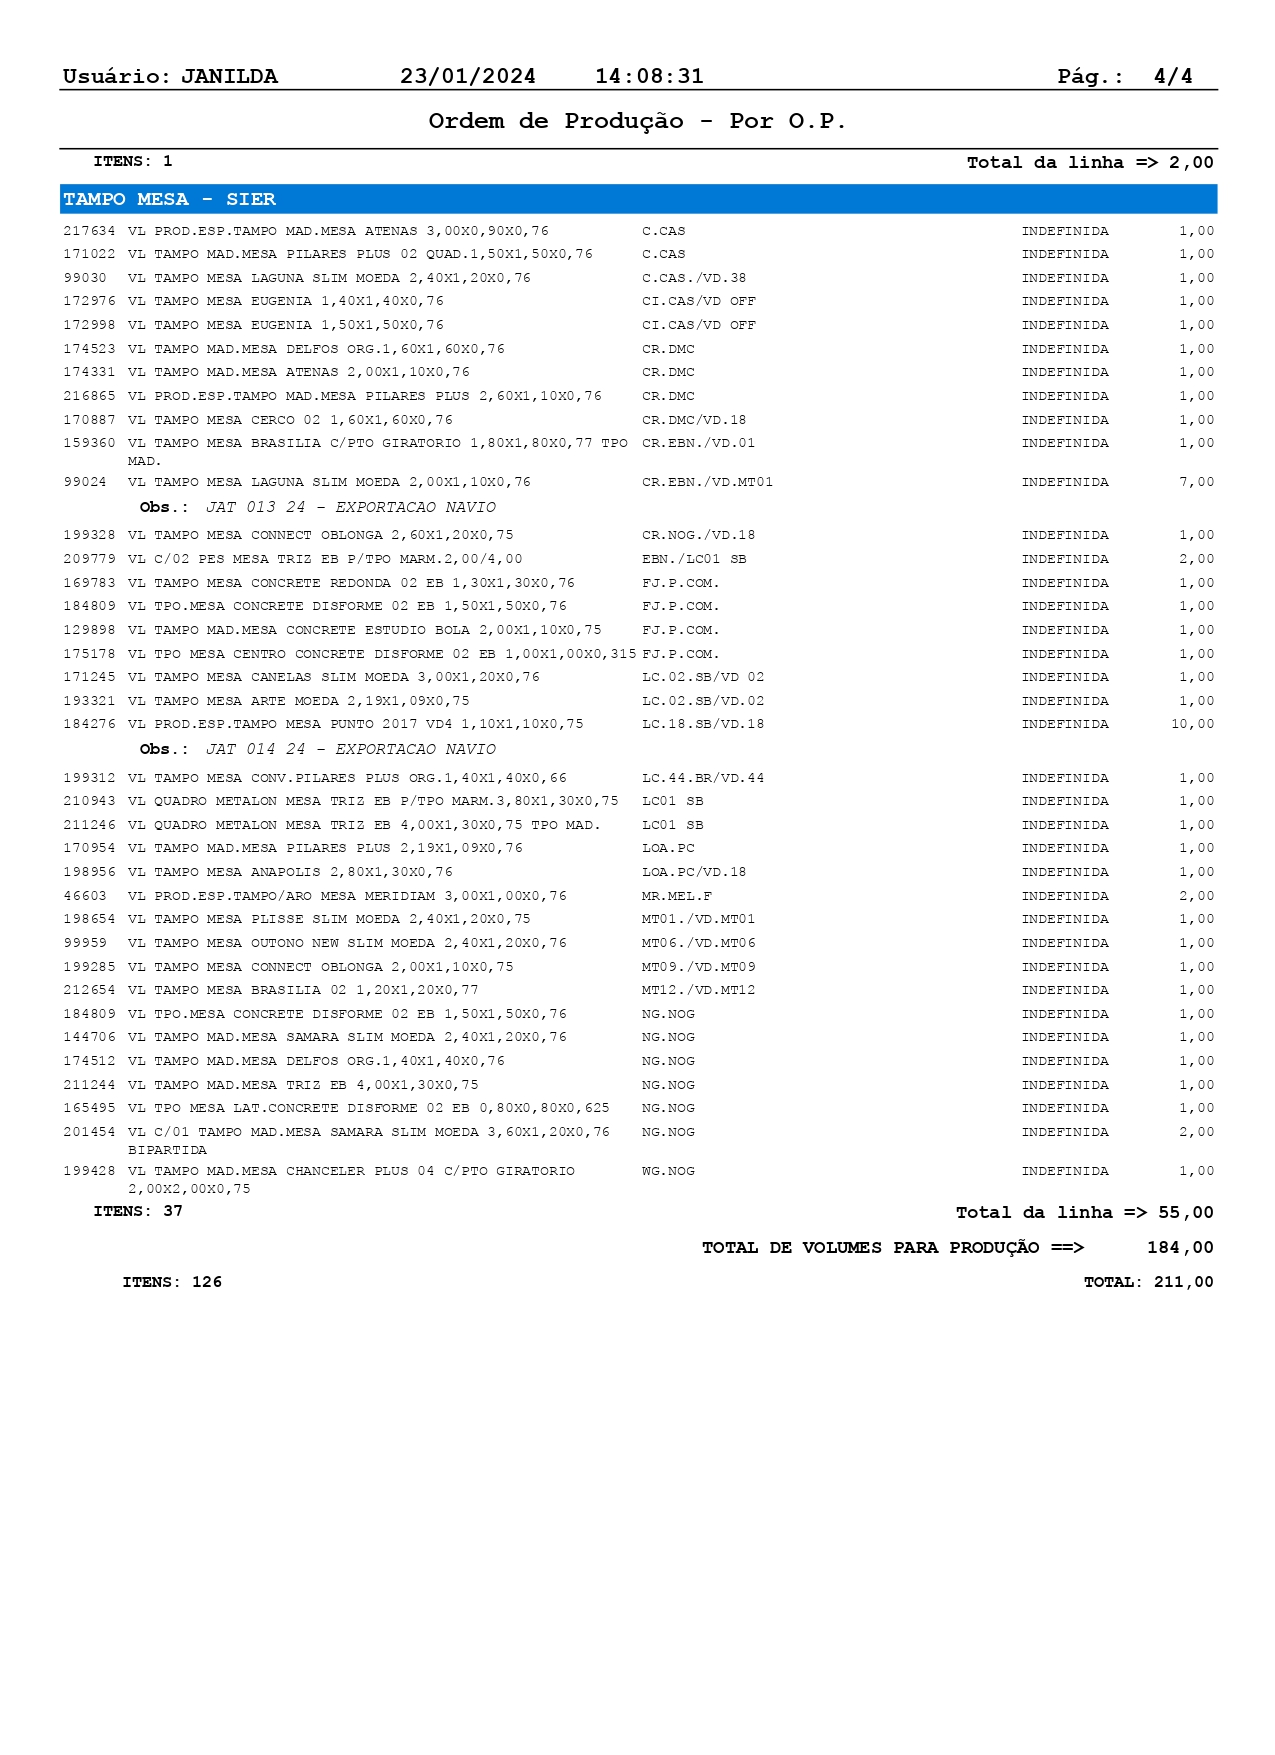 Usuário: JANILDA 23/01/2024 14:08:31 Pág.: 4/4
Ordem de Produção - Por O.P.
ITENS: 1 Total da linha => 2,00
TAMPO MESA - SIER
217634 VL PROD.ESP.TAMPO MAD.MESA ATENAS 3,00X0,90X0,76 C.CAS INDEFINIDA 1,00
171022 VL TAMPO MAD.MESA PILARES PLUS 02 QUAD.1,50X1,50X0,76 C.CAS INDEFINIDA 1,00
99030 VL TAMPO MESA LAGUNA SLIM MOEDA 2,40X1,20X0,76 C.CAS./VD.38 INDEFINIDA 1,00
172976 VL TAMPO MESA EUGENIA 1,40X1,40X0,76 CI.CAS/VD OFF INDEFINIDA 1,00
172998 VL TAMPO MESA EUGENIA 1,50X1,50X0,76 CI.CAS/VD OFF INDEFINIDA 1,00
174523 VL TAMPO MAD.MESA DELFOS ORG.1,60X1,60X0,76 CR.DMC INDEFINIDA 1,00
174331 VL TAMPO MAD.MESA ATENAS 2,00X1,10X0,76 CR.DMC INDEFINIDA 1,00
216865 VL PROD.ESP.TAMPO MAD.MESA PILARES PLUS 2,60X1,10X0,76 CR.DMC INDEFINIDA 1,00
170887 VL TAMPO MESA CERCO 02 1,60X1,60X0,76 CR.DMC/VD.18 INDEFINIDA 1,00
159360 VL TAMPO MESA BRASILIA C/PTO GIRATORIO 1,80X1,80X0,77 TPO CR.EBN./VD.01 INDEFINIDA 1,00
MAD.
99024 VL TAMPO MESA LAGUNA SLIM MOEDA 2,00X1,10X0,76 CR.EBN./VD.MT01 INDEFINIDA 7,00
Obs.: JAT 013 24 - EXPORTACAO NAVIO
199328 VL TAMPO MESA CONNECT OBLONGA 2,60X1,20X0,75 CR.NOG./VD.18 INDEFINIDA 1,00
209779 VL C/02 PES MESA TRIZ EB P/TPO MARM.2,00/4,00 EBN./LC01 SB INDEFINIDA 2,00
169783 VL TAMPO MESA CONCRETE REDONDA 02 EB 1,30X1,30X0,76 FJ.P.COM. INDEFINIDA 1,00
184809 VL TPO.MESA CONCRETE DISFORME 02 EB 1,50X1,50X0,76 FJ.P.COM. INDEFINIDA 1,00
129898 VL TAMPO MAD.MESA CONCRETE ESTUDIO BOLA 2,00X1,10X0,75 FJ.P.COM. INDEFINIDA 1,00
175178 VL TPO MESA CENTRO CONCRETE DISFORME 02 EB 1,00X1,00X0,315 FJ.P.COM. INDEFINIDA 1,00
171245 VL TAMPO MESA CANELAS SLIM MOEDA 3,00X1,20X0,76 LC.02.SB/VD 02 INDEFINIDA 1,00
193321 VL TAMPO MESA ARTE MOEDA 2,19X1,09X0,75 LC.02.SB/VD.02 INDEFINIDA 1,00
184276 VL PROD.ESP.TAMPO MESA PUNTO 2017 VD4 1,10X1,10X0,75 LC.18.SB/VD.18 INDEFINIDA 10,00
Obs.: JAT 014 24 - EXPORTACAO NAVIO
199312 VL TAMPO MESA CONV.PILARES PLUS ORG.1,40X1,40X0,66 LC.44.BR/VD.44 INDEFINIDA 1,00
210943 VL QUADRO METALON MESA TRIZ EB P/TPO MARM.3,80X1,30X0,75 LC01 SB INDEFINIDA 1,00
211246 VL QUADRO METALON MESA TRIZ EB 4,00X1,30X0,75 TPO MAD. LC01 SB INDEFINIDA 1,00
170954 VL TAMPO MAD.MESA PILARES PLUS 2,19X1,09X0,76 LOA.PC INDEFINIDA 1,00
198956 VL TAMPO MESA ANAPOLIS 2,80X1,30X0,76 LOA.PC/VD.18 INDEFINIDA 1,00
46603 VL PROD.ESP.TAMPO/ARO MESA MERIDIAM 3,00X1,00X0,76 MR.MEL.F INDEFINIDA 2,00
198654 VL TAMPO MESA PLISSE SLIM MOEDA 2,40X1,20X0,75 MT01./VD.MT01 INDEFINIDA 1,00
99959 VL TAMPO MESA OUTONO NEW SLIM MOEDA 2,40X1,20X0,76 MT06./VD.MT06 INDEFINIDA 1,00
199285 VL TAMPO MESA CONNECT OBLONGA 2,00X1,10X0,75 MT09./VD.MT09 INDEFINIDA 1,00
212654 VL TAMPO MESA BRASILIA 02 1,20X1,20X0,77 MT12./VD.MT12 INDEFINIDA 1,00
184809 VL TPO.MESA CONCRETE DISFORME 02 EB 1,50X1,50X0,76 NG.NOG INDEFINIDA 1,00
144706 VL TAMPO MAD.MESA SAMARA SLIM MOEDA 2,40X1,20X0,76 NG.NOG INDEFINIDA 1,00
174512 VL TAMPO MAD.MESA DELFOS ORG.1,40X1,40X0,76 NG.NOG INDEFINIDA 1,00
211244 VL TAMPO MAD.MESA TRIZ EB 4,00X1,30X0,75 NG.NOG INDEFINIDA 1,00
165495 VL TPO MESA LAT.CONCRETE DISFORME 02 EB 0,80X0,80X0,625 NG.NOG INDEFINIDA 1,00
201454 VL C/01 TAMPO MAD.MESA SAMARA SLIM MOEDA 3,60X1,20X0,76 NG.NOG INDEFINIDA 2,00
BIPARTIDA
199428 VL TAMPO MAD.MESA CHANCELER PLUS 04 C/PTO GIRATORIO WG.NOG INDEFINIDA 1,00
2,00X2,00X0,75
ITENS: 37 Total da linha => 55,00
TOTAL DE VOLUMES PARA PRODUÇÃO ==> 184,00
ITENS: 126 TOTAL: 211,00